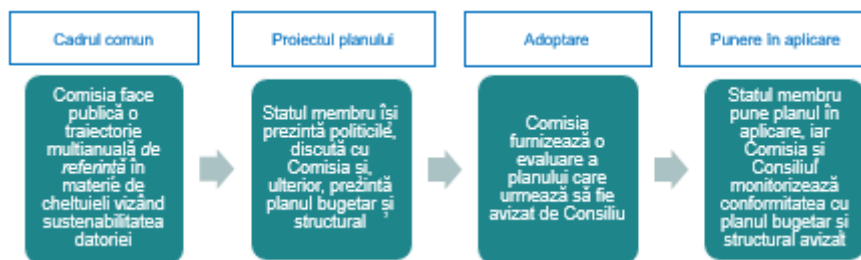 Cadrul comun
Comisia face
publică o
traiectorie
multianuală de
referință în
materie de
cheltuieli vizând
sustenabilitatea
datoriei
Proiectul planului
Statul membru își
prezintă politicile,
discută cu
Comisia și,
ulterior, prezintă
planul bugetar și
structural
Adoptare
Comisia
furnizează o
evaluare a
planului care
urmează să fie
avizat de Consiliu
Punere în aplicare
Statul membru
pune planul în
aplicare, iar
Comisia si
Consiliul
monitorizează
conformitatea cu
planul bugetar si
structural avizat